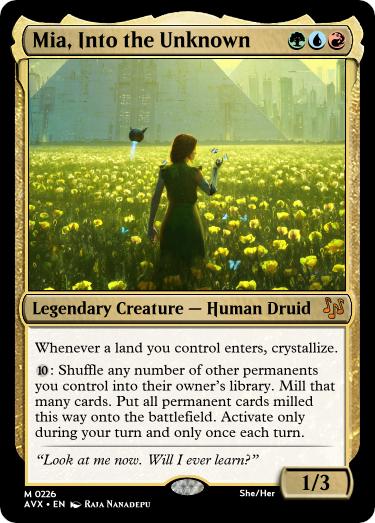 Mia, Into the Unknown
Legendary Creature — Human Druid
Whenever a land you control enters, crystallize.
10: Shuffle any number of other permanents
you control into their owner's library. Mill that
many cards. Put all permanent cards milled
this way onto the battlefield. Activate only
during your turn and only once each turn.
“Look at me now. Will I ever learn?”
1/3
M 0226
She/Her
AVX • EN Raja Nanadepu